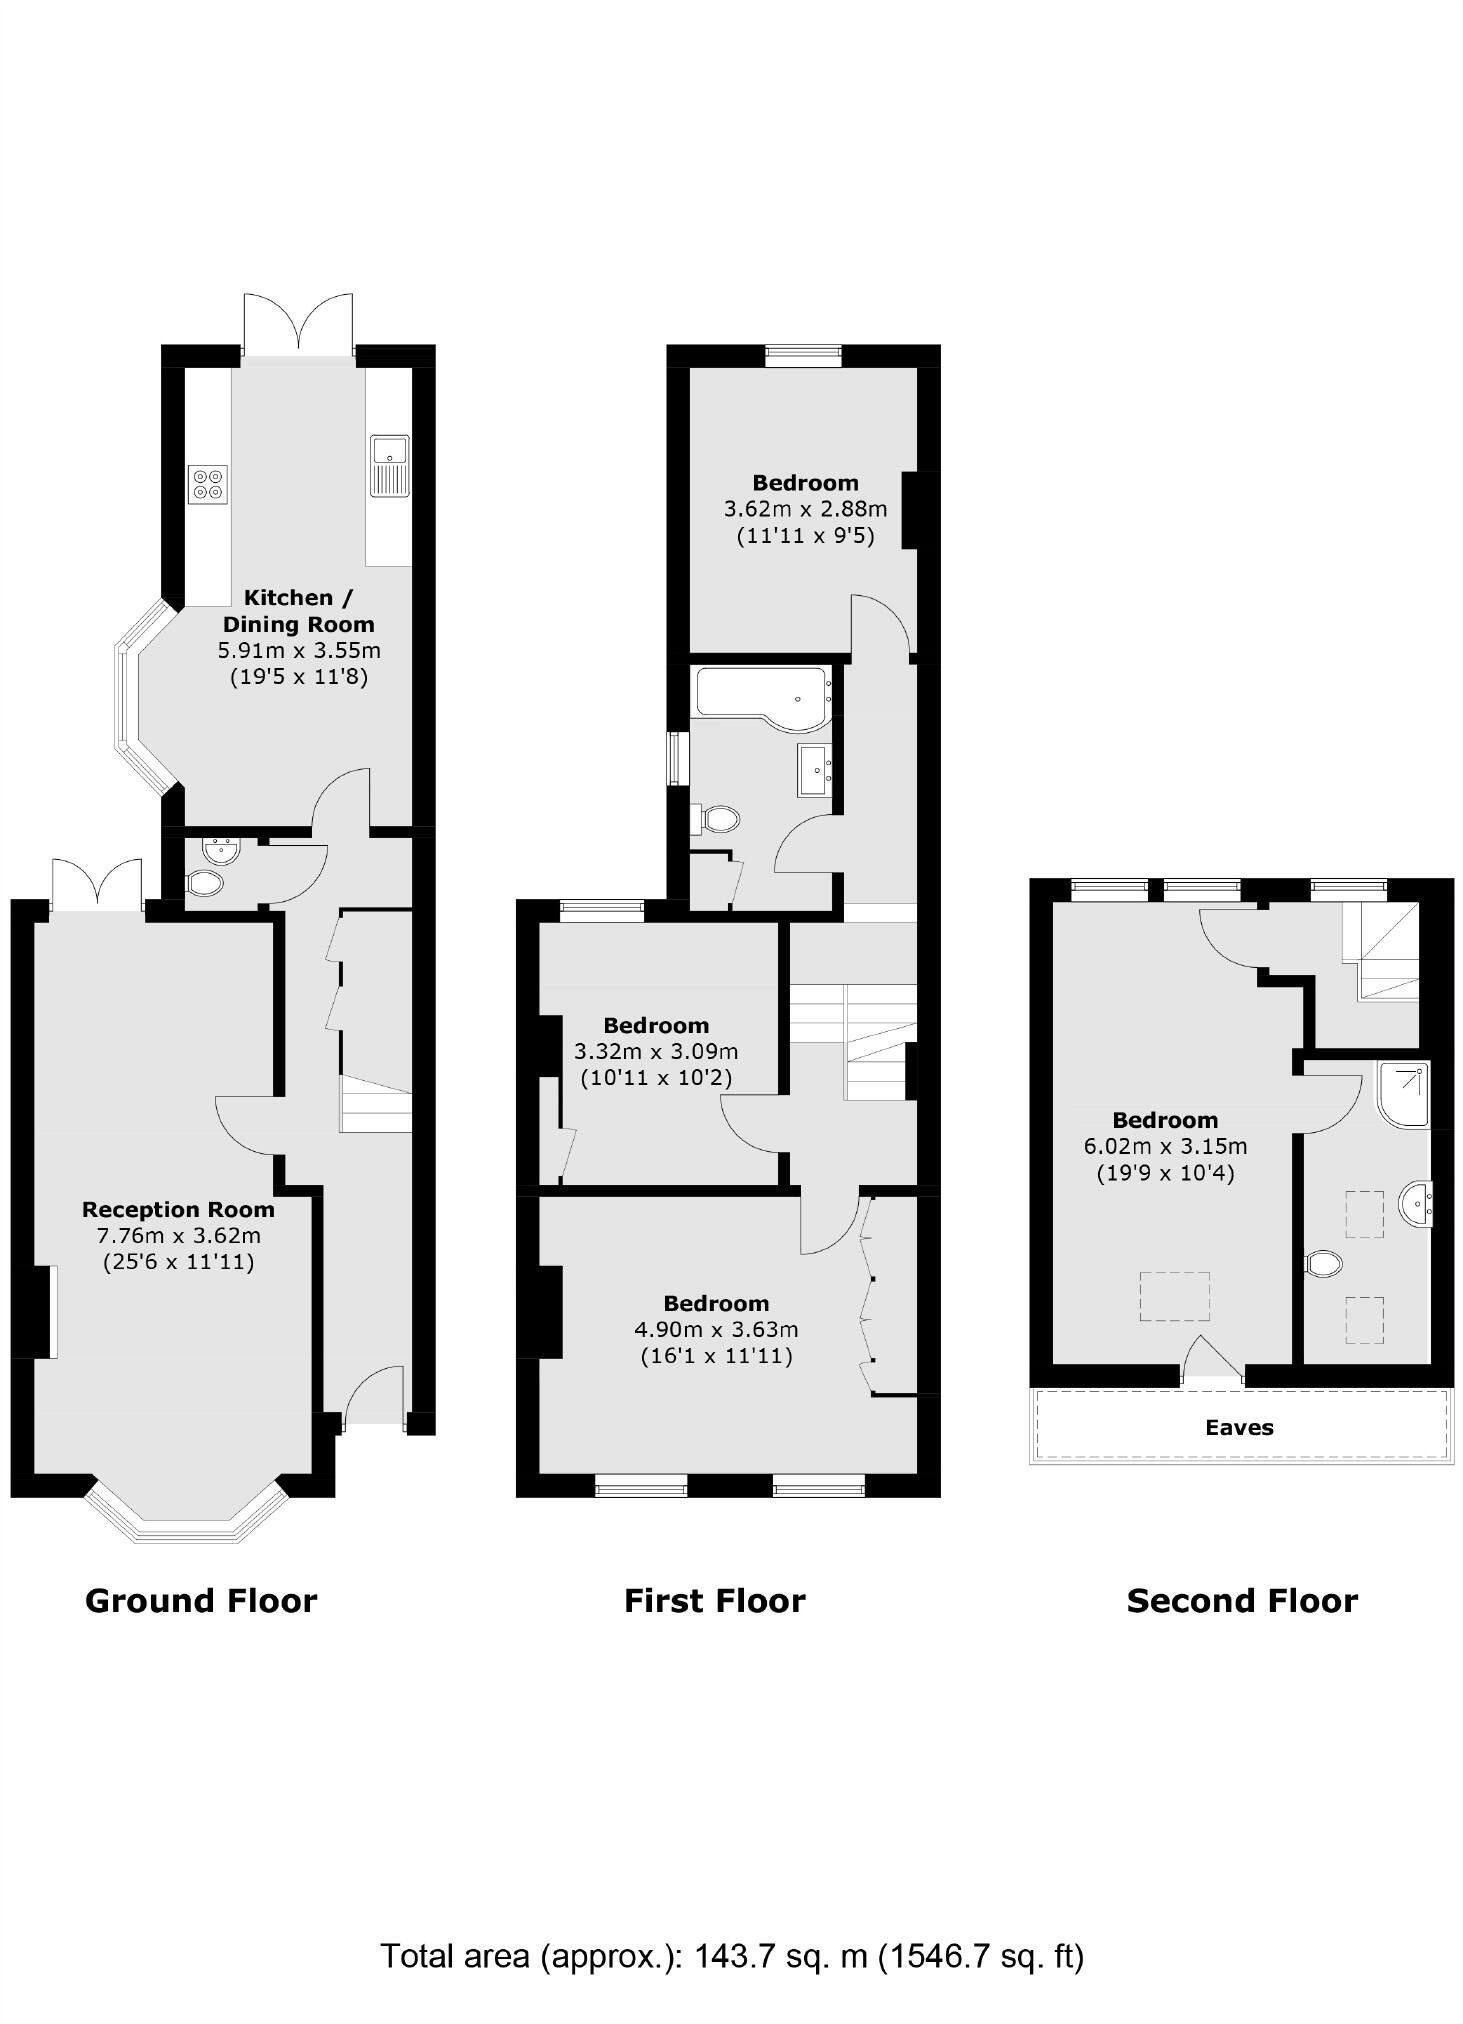 Kitchen /
Dining Room
5.91m x 3.55m
(19'5 x 11'8)
Reception Room
7.76m x 3.62m
(25'6 x 11'11)
Ground Floor
Bedroom
3.62m x 2.88m
(11'11 x 9'5)
Bedroom
3.32m x 3.09m
(10'11 x 10'2)
Bedroom
4.90m x 3.63m
(16'1 x 11'11)
First Floor
Bedroom
6.02m x 3.15m
(19'9 x 10'4)
Eaves
Second Floor
Total area (approx.): 143.7 sq. m (1546.7 sq. ft)